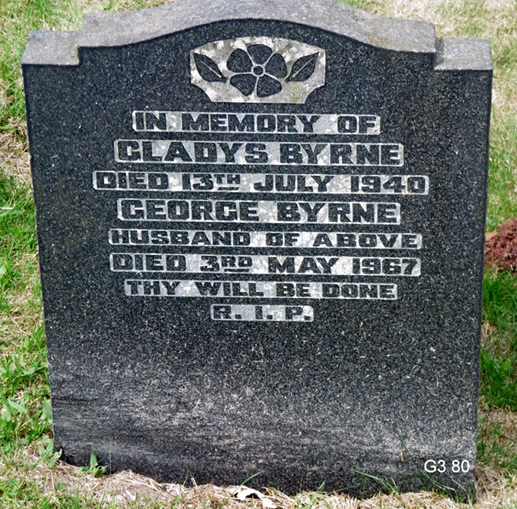 IN MEMORY OF
GLADYS BYRNE
DIED 13TH JULY 1940
GEORGE BYRNE
HUSBAND OF ABOVE
DIED 3RD MAY 1967
THY WILL BE DONE
R. I. P.
G3 80